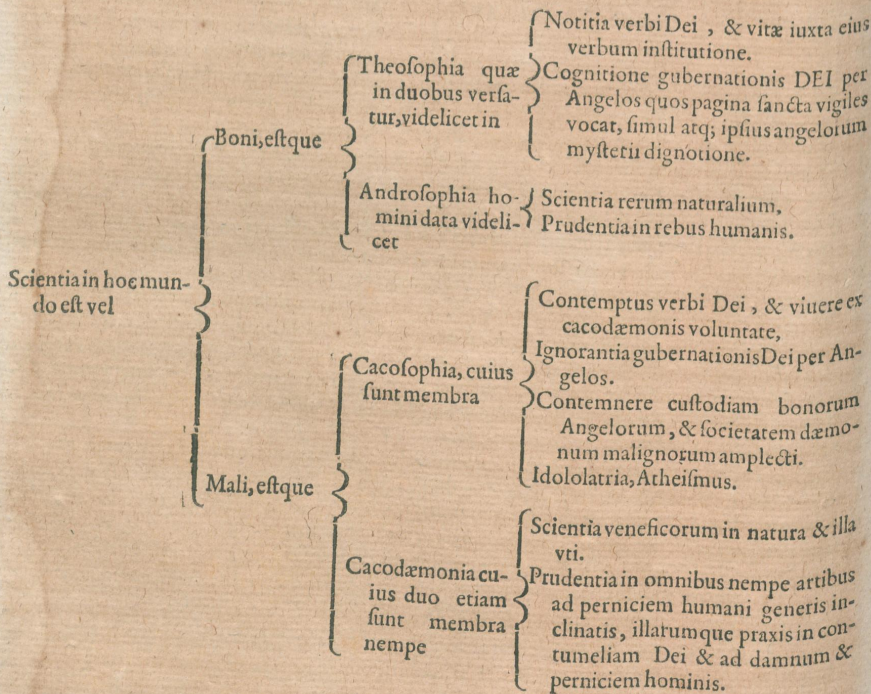 Scientia in hoc mun-
do est vel
Boni, estque
Theosophia quæ
in duobus versa-
tur, videlicet in
Notitia verbi Dei , & vitæ iuxta eius
verbum institutione.
Cognitione gubernationis DEI per
Angelos quos pagina sancta vigiles
vocat, simul atq; ipsius angelorum
mysterii dignotione.
Androsophia ho-
mini data videli-
cet
Scientia rerum naturalium,
Prudentia in rebus humanis.
Mali, estque
Cacosophia, cuius
sunt membra
Contemptus verbi Dei , & viuere ex
cacodæmonis voluntate,
Ignorantia gubernationis Dei per An-
gelos.
Contemnere custodiam bonorum
Angelorum, & societatem dæmo-
num malignorum amplecti.
Idololatria, Atheismus.
Cacodæmonia cu-
ius duo etiam
sunt membra
nempe
Scientia veneficorum in natura & illa
vti.
Prudentia in omnibus nempe artibus
ad perniciem humani generis in-
clinatis, illarumque praxis in con-
tumeliam Dei & ad damnum &
perniciem hominis.